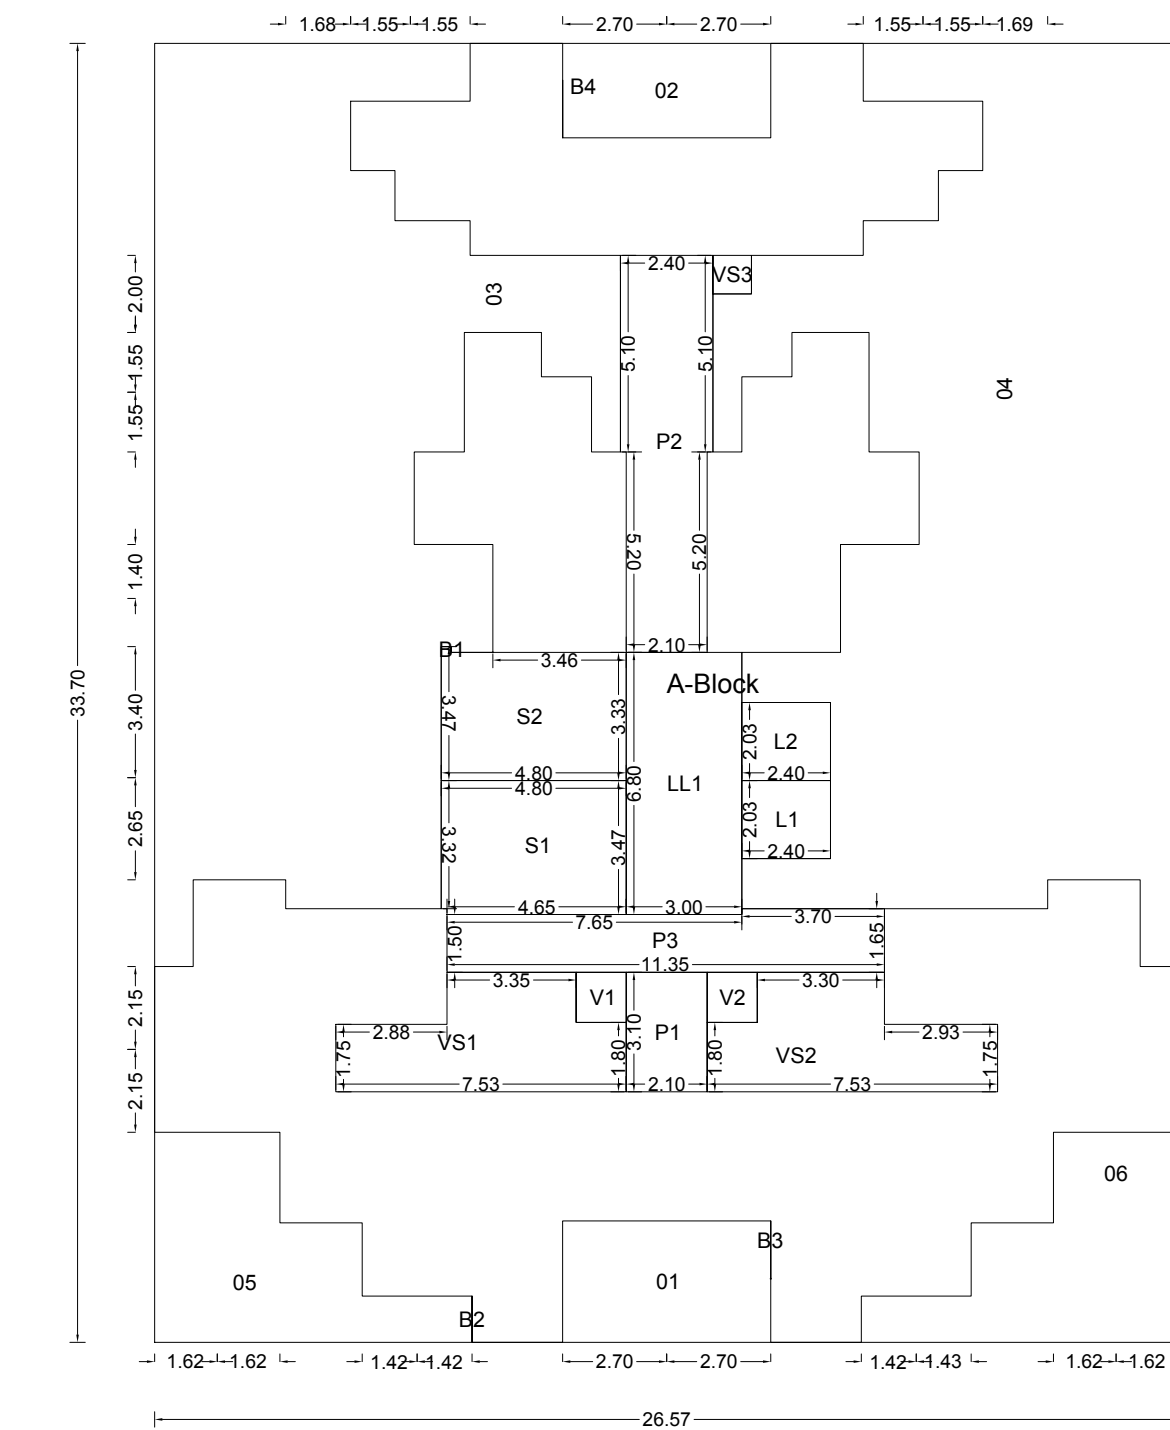 1.68 1.55 1.55 2.70 2.70 1.55 1.55 1.69
B4 02
2.40 VS3
2.00 03
1.55 5.10 5.10 04
1.55 P2
1.40 5.20 5.20
2.10
B1 3.46
33.70 A-Block
3.40 3.47 S2 3.33 L2 2.03
4.80 6.80 LL1 2.40
4.80
2.65 3.32 S1 3.47 2.03 L1
2.40
4.65 3.00 3.70
7.65
1.50 P3 1.65
11.35
3.35 3.30
2.15 V1 V2
2.88 VS1 3.10 P1 2.93
1.75 1.80 1.80 VS2 1.75
2.15 7.53 2.10 7.53
06
B3
05 01
B2
1.62 1.62 1.42 1.42 2.70 2.70 1.42 1.43 1.62 1.62
26.57